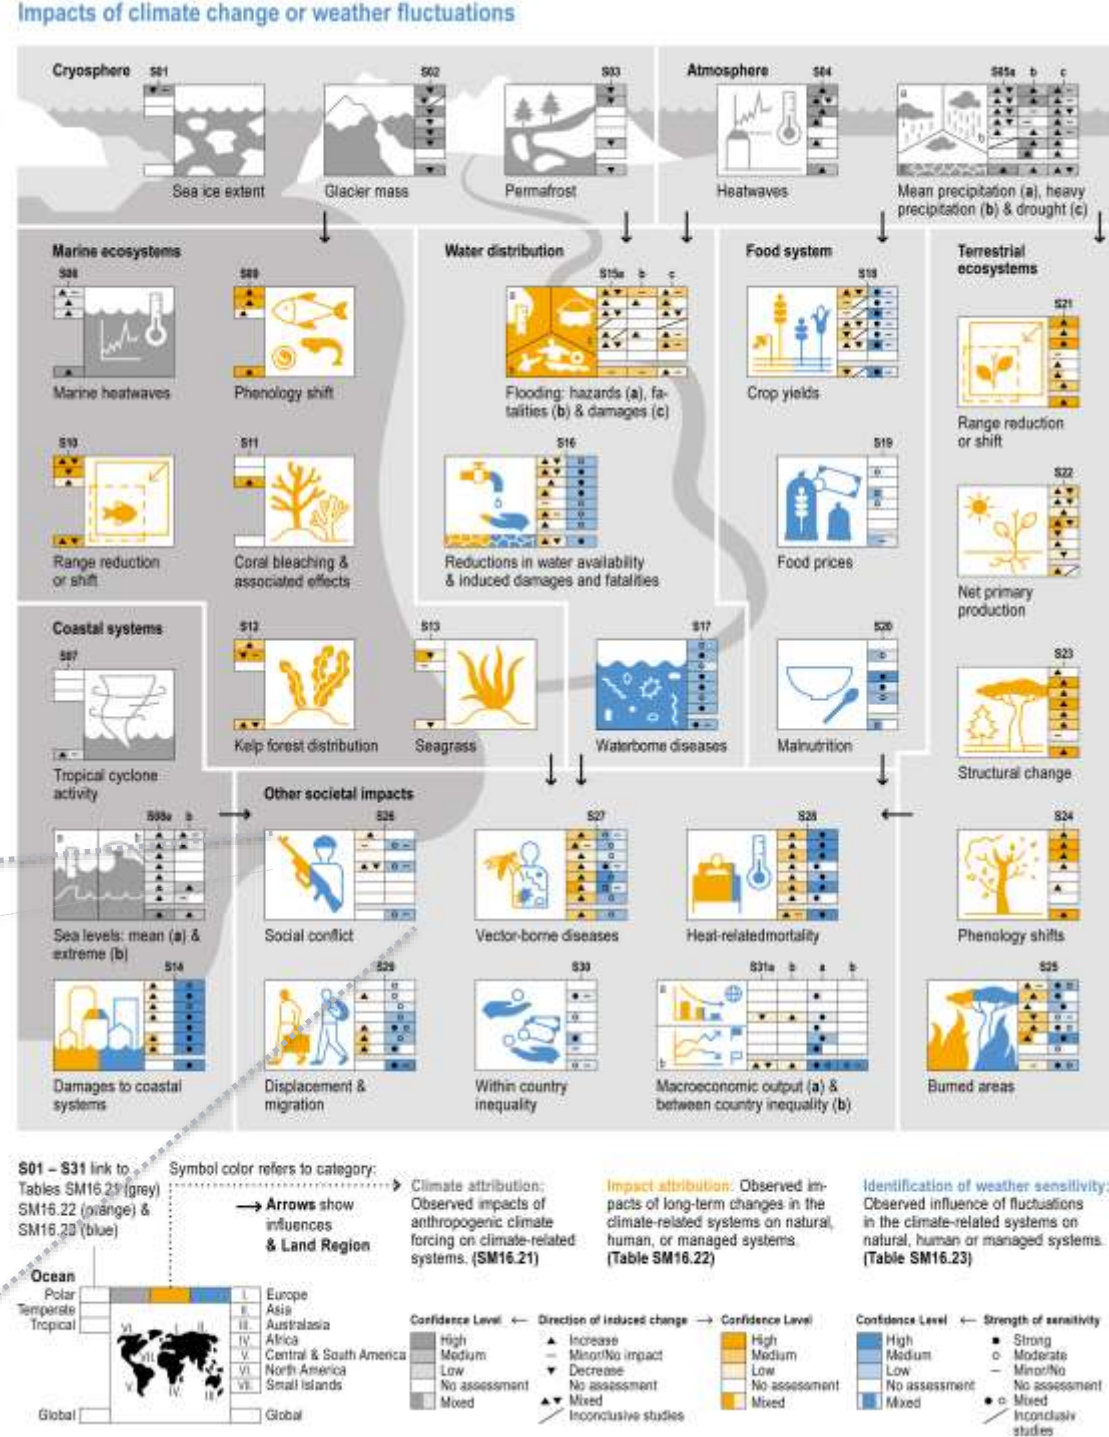 Impacts of climate change or weather fluctuations
Cryosphere
S01
S02
S03
Atmosphere
S04
S05a b c
a
b
Sea ice extent
Glacier mass
Permafrost
Heatwaves
Mean precipitation (a), heavy
precipitation (b) & drought (c)
Marine ecosystems
S09
Marine heatwaves
Phenology shift
S10
S11
Range reduction
or shift
Coral bleaching &
associated effects
Water distribution
S15a b c
Flooding: hazards (a), fa-
talities (b) & damages (c)
S16
Reductions in water availability
& induced damages and fatalities
Food system
S18
Crop yields
S19
Food prices
Terrestrial
ecosystems
S21
Range reduction
or shift
S22
Net primary
production
Coastal systems
S07
Tropical cyclone
activity
S12
Kelp forest distribution
S13
Seagrass
S17
Waterborne diseases
S20
Malnutrition
S23
Structural change
b
a b
Sea levels: mean (a) &
extreme (b)
S14
Damages to coastal
systems
Other societal impacts
S26
Social conflict
S27
Vector-borne diseases
S28
Heat-relatedmortality
S24
Phenology shifts
S29
Displacement &
migration
S30
Within country
inequality
S31a b a b
a
b
Macroeconomic output (a) &
between country inequality (b)
S25
Burned areas
S01 – S31 link to
Tables SM16.21 (grey)
SM16.22 (orange) &
SM16.23 (blue)
Symbol color refers to category:
Arrows show
influences
& Land Region
Climate attribution:
Observed impacts of
anthropogenic climate
forcing on climate-related
systems. (SM16.21)
Impact attribution: Observed im-
pacts of long-term changes in the
climate-related systems on natural,
human, or managed systems.
(Table SM16.22)
Identification of weather sensitivity:
Observed influence of fluctuations
in the climate-related systems on
natural, human or managed systems.
(Table SM16.23)
Ocean
Polar
Temperate
Tropical
Global
VI. I. II.
VII.
V. IV. III.
I. Europe
II. Asia
III. Australasia
IV. Africa
V. Central & South America
VI. North America
VII. Small Islands
Global
Confidence Level ← Direction of induced change → Confidence Level
High ▲ Increase High
Medium − Minor/No impact Medium
Low ▼ Decrease Low
No assessment No assessment No assessment
Mixed ▲▼ Mixed Mixed
Inconclusive studies
Confidence Level ← Strength of sensitivity
High ● Strong
Medium ○ Moderate
Low − Minor/No
No assessment No assessment
Mixed ● ○ Mixed
Inconclusiv
studies